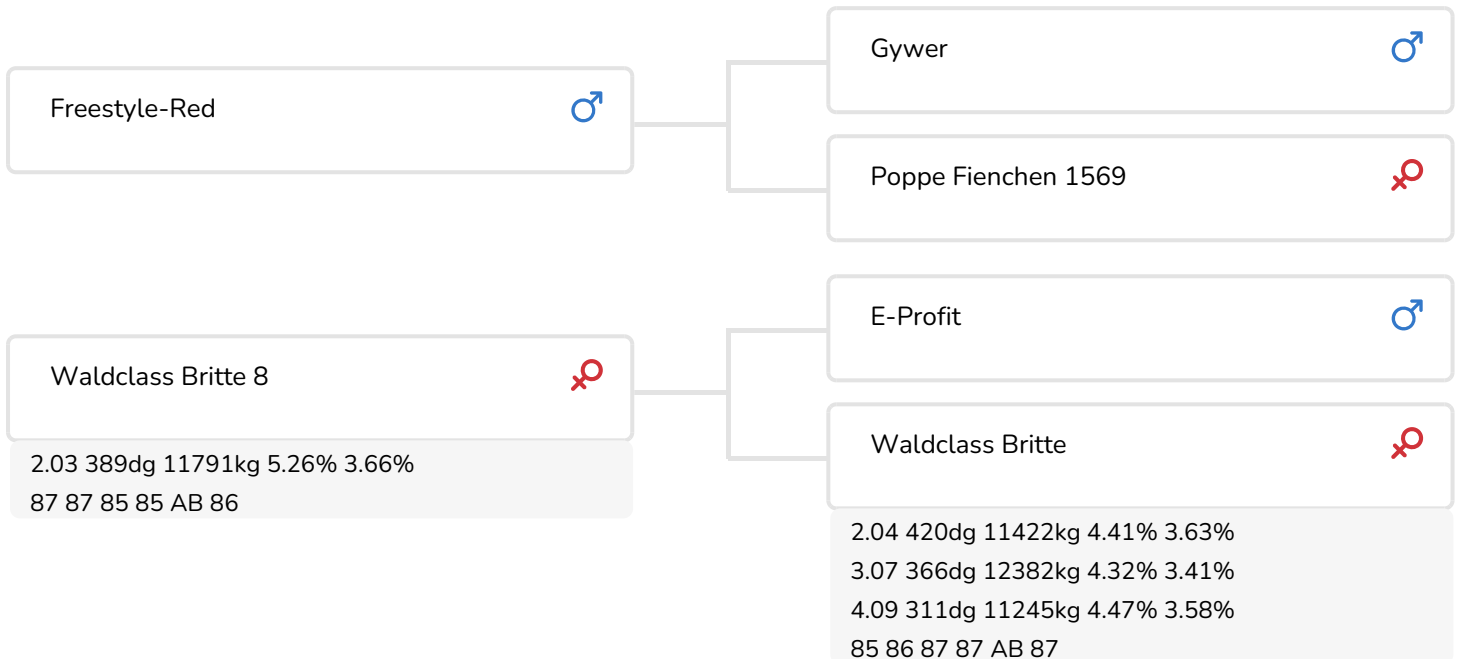 Gywer
Freestyle-Red
Poppe Fienchen 1569
E-Profit
Waldclass Britte 8
2.03 389dg 11791kg 5.26% 3.66%
87 87 85 85 AB 86
Waldclass Britte
2.04 420dg 11422kg 4.41% 3.63%
3.07 366dg 12382kg 4.32% 3.41%
4.09 311dg 11245kg 4.47% 3.58%
85 86 87 87 AB 87